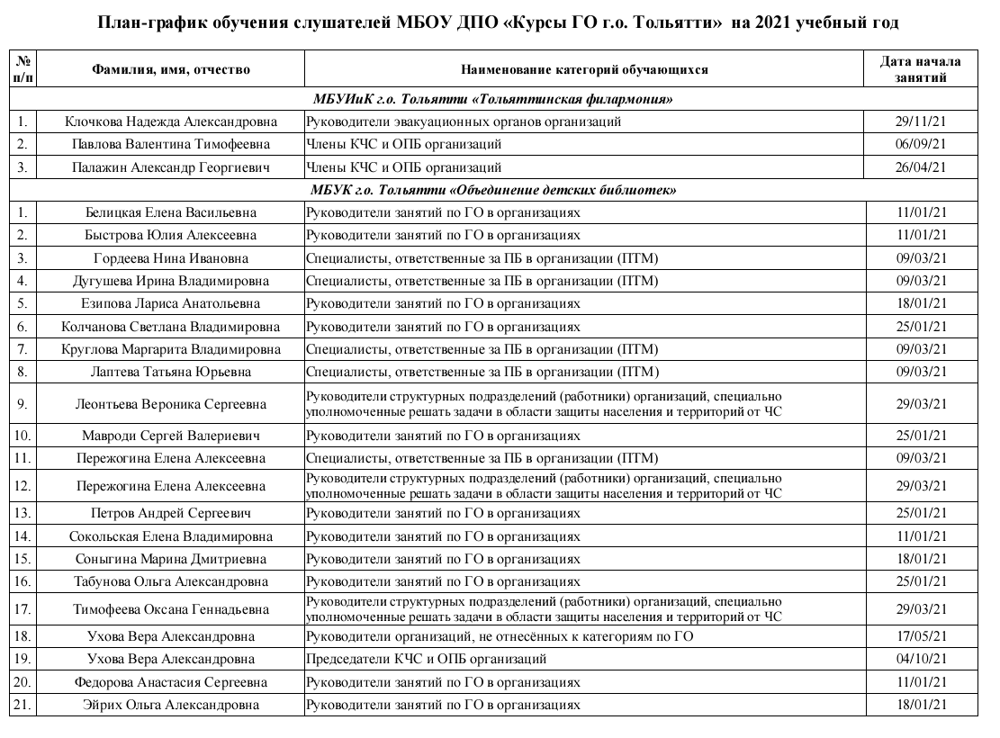 План-график обучения слушателей МБОУ ДПО «Курсы ГО г.о. Тольятти» на 2021 учебный год
№ п/п Фамилия, имя, отчество Наименование категорий обучающихся Дата начала занятий
МБУИиК г.о. Тольятти «Тольяттинская филармония»
1. Клочкова Надежда Александровна Руководители эвакуационных органов организаций 29/11/21
2. Павлова Валентина Тимофеевна Члены КЧС и ОПБ организаций 06/09/21
3. Палажин Александр Георгиевич Члены КЧС и ОПБ организаций 26/04/21
МБУК г.о. Тольятти «Объединение детских библиотек»
1. Белицкая Елена Васильевна Руководители занятий по ГО в организациях 11/01/21
2. Быстрова Юлия Алексеевна Руководители занятий по ГО в организациях 11/01/21
3. Гордеева Нина Ивановна Специалисты, ответственные за ПБ в организации (ПТМ) 09/03/21
4. Дугушева Ирина Владимировна Специалисты, ответственные за ПБ в организации (ПТМ) 09/03/21
5. Езипова Лариса Анатольевна Руководители занятий по ГО в организациях 18/01/21
6. Колчанова Светлана Владимировна Руководители занятий по ГО в организациях 25/01/21
7. Круглова Маргарита Владимировна Специалисты, ответственные за ПБ в организации (ПТМ) 09/03/21
8. Лаптева Татьяна Юрьевна Специалисты, ответственные за ПБ в организации (ПТМ) 09/03/21
9. Леонтьева Вероника Сергеевна Руководители структурных подразделений (работники) организаций, специально
уполномоченные решать задачи в области защиты населения и территорий от ЧС 29/03/21
10. Мавроди Сергей Валериевич Руководители занятий по ГО в организациях 25/01/21
11. Пережогина Елена Алексеевна Специалисты, ответственные за ПБ в организации (ПТМ) 09/03/21
12. Пережогина Елена Алексеевна Руководители структурных подразделений (работники) организаций, специально
уполномоченные решать задачи в области защиты населения и территорий от ЧС 29/03/21
13. Петров Андрей Сергеевич Руководители занятий по ГО в организациях 25/01/21
14. Сокольская Елена Владимировна Руководители занятий по ГО в организациях 11/01/21
15. Соныгина Марина Дмитриевна Руководители занятий по ГО в организациях 18/01/21
16. Табунова Ольга Александровна Руководители занятий по ГО в организациях 25/01/21
17. Тимофеева Оксана Геннадьевна Руководители структурных подразделений (работники) организаций, специально
уполномоченные решать задачи в области защиты населения и территорий от ЧС 29/03/21
18. Ухова Вера Александровна Руководители организаций, не отнесённых к категориям по ГО 17/05/21
19. Ухова Вера Александровна Председатели КЧС и ОПБ организаций 04/10/21
20. Федорова Анастасия Сергеевна Руководители занятий по ГО в организациях 11/01/21
21. Эйрих Ольга Александровна Руководители занятий по ГО в организациях 18/01/21